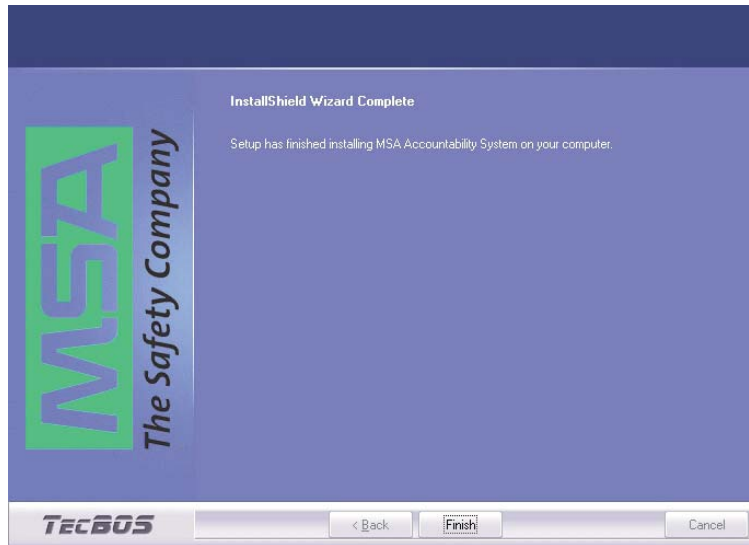 InstallShield Wizard Complete
Setup has finished installing MSA Accountability System on your computer.
MSA
The Safety Company
TECBOS
< Back
Finish
Cancel